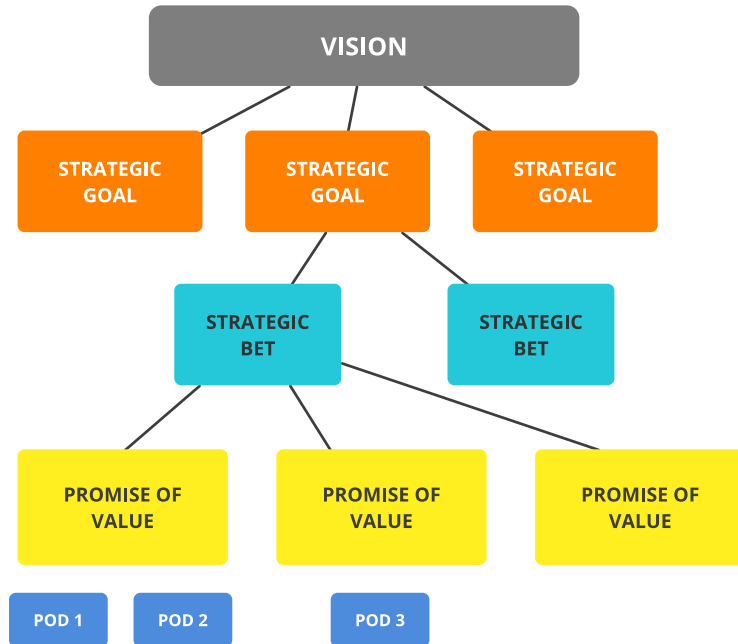 VISION
STRATEGIC
GOAL
STRATEGIC
GOAL
STRATEGIC
GOAL
STRATEGIC
BET
STRATEGIC
BET
PROMISE OF
VALUE
PROMISE OF
VALUE
PROMISE OF
VALUE
POD 1
POD 2
POD 3